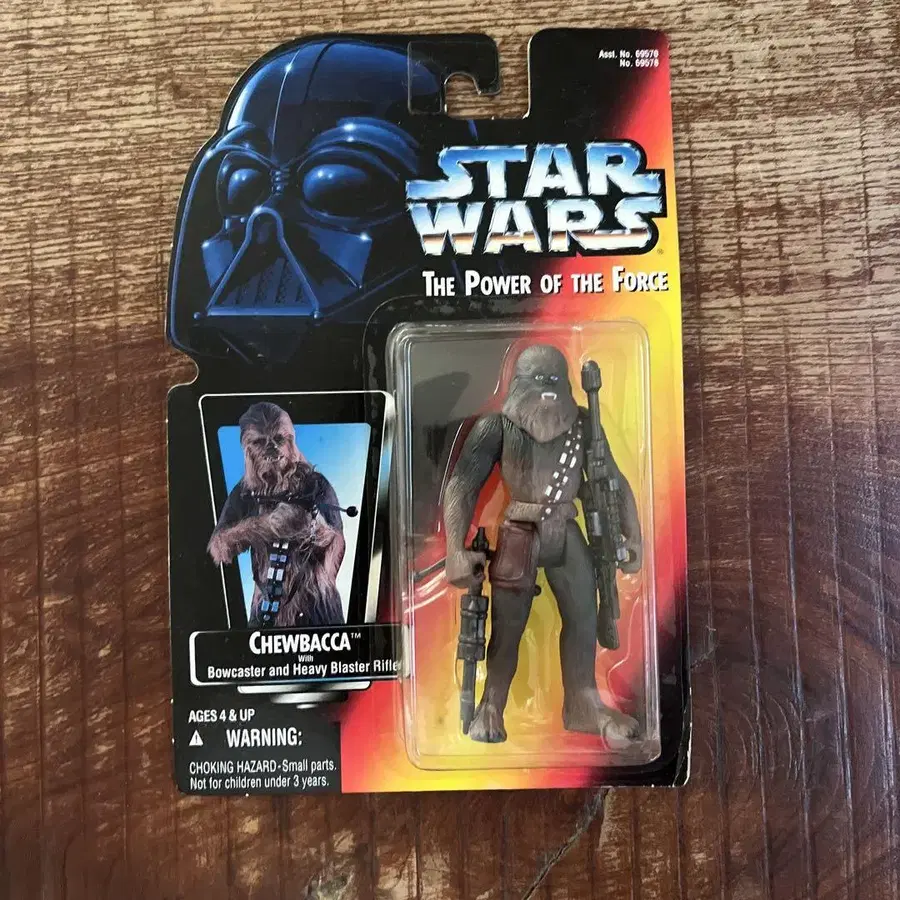 Asst. No. 69570
No. 69578
STAR
WARS
®
THE POWER OF THE FORCE
CHEWBACCA™
With
Bowcaster and Heavy Blaster Rifle
AGES 4 & UP
WARNING:
CHOKING HAZARD-Small parts.
Not for children under 3 years.